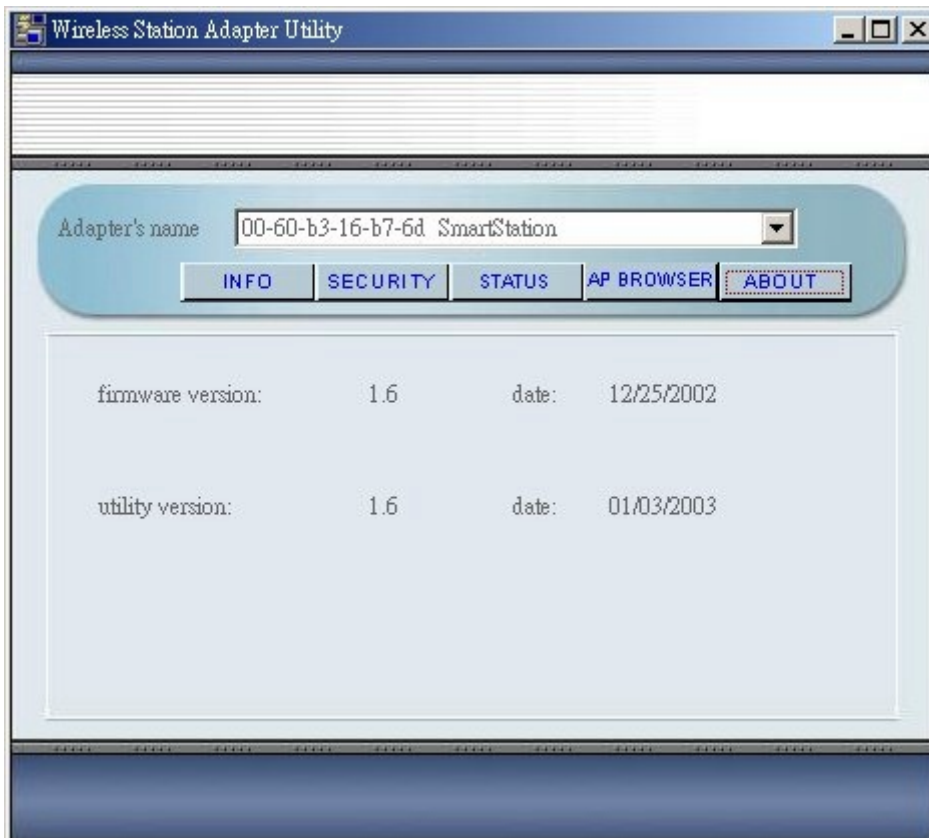 Wireless Station Adapter Utility
Adapter's name 00-60-b3-16-b7-6d SmartStation
INFO SECURITY STATUS AP BROWSER ABOUT
firmware version: 1.6 date: 12/25/2002
utility version: 1.6 date: 01/03/2003